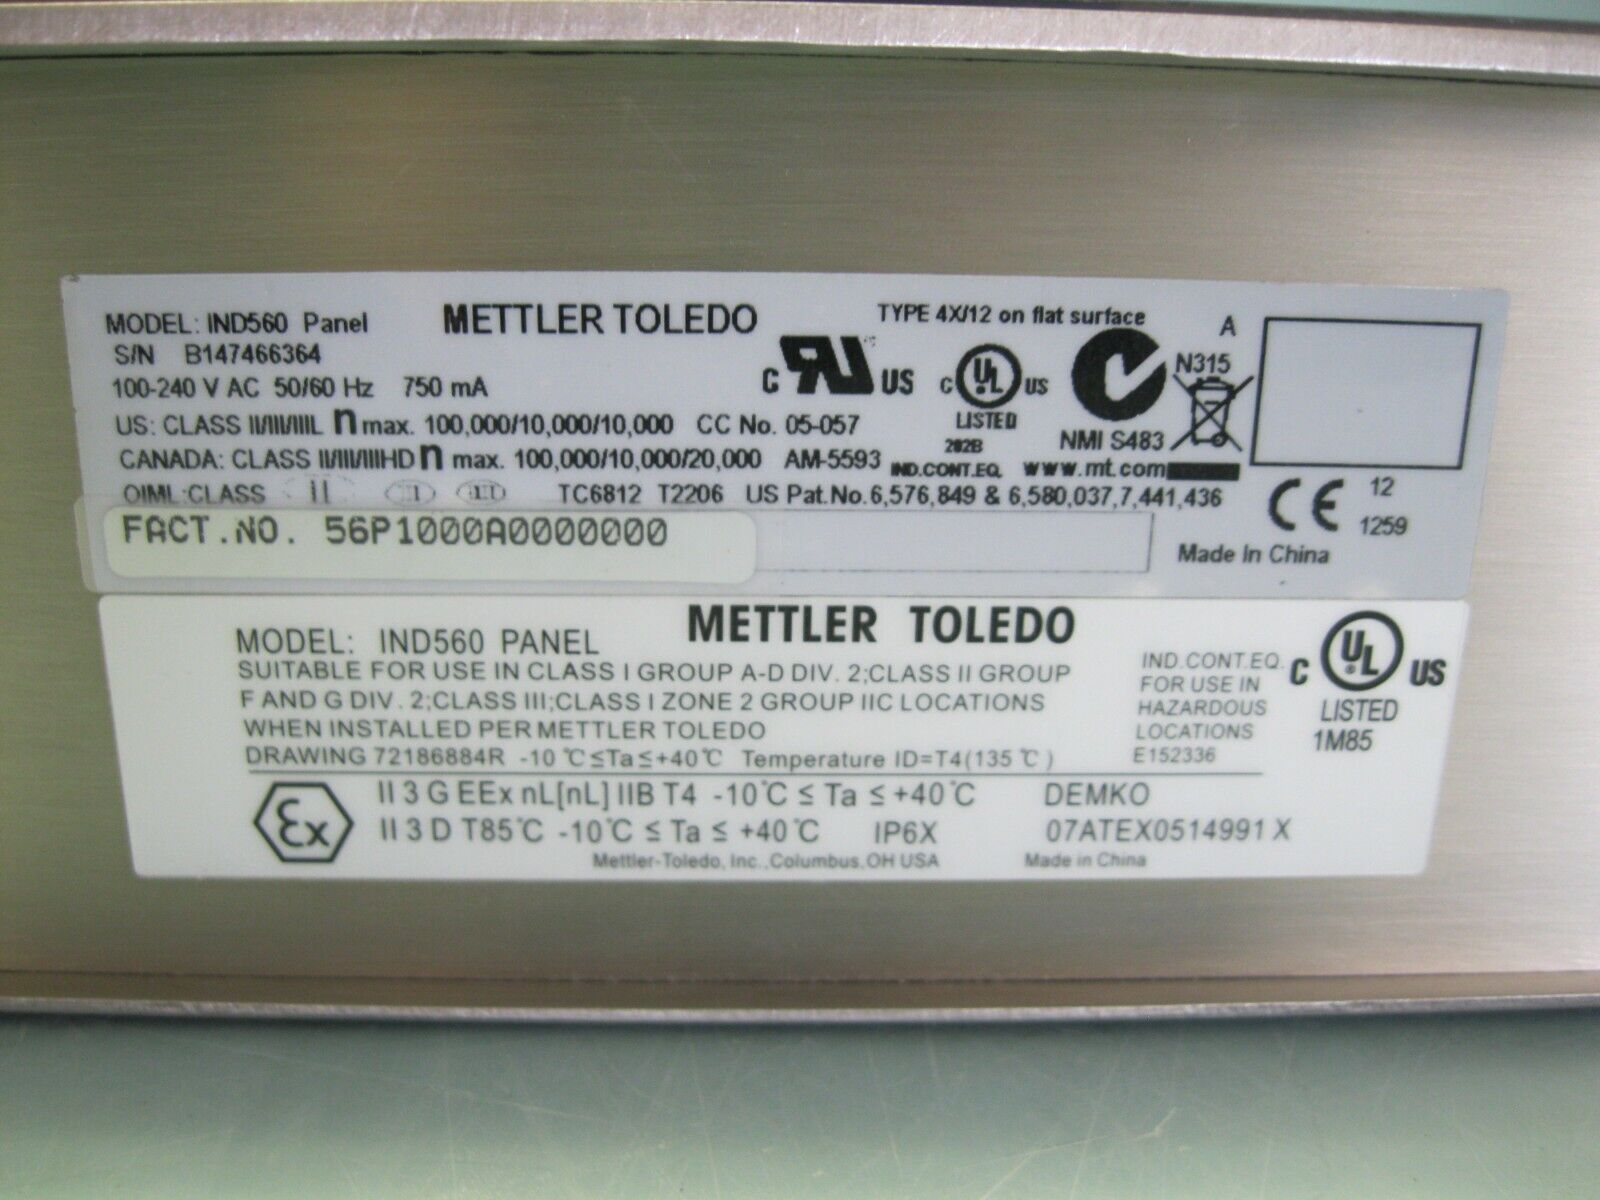 MODEL: IND560 Panel METTLER TOLEDO TYPE 4X/12 on flat surface
S/N B147466364
A
N315
100-240 V AC 50/60 Hz 750 mA
C RU US
C UL US
LISTED
202B
IND.CONT.EQ.
NMI S483
US: CLASS II/III/IIIL n max. 100,000/10,000/10,000 CC No. 05-057
CANADA: CLASS II/III/IIIHD n max. 100,000/10,000/20,000 AM-5593
www.mt.com
OIML:CLASS II III IIII TC6812 T2206 US Pat.No.6,576,849 & 6,580,037,7,441,436
CE 12
1259
FACT.NO. 56P1000A0000000
Made In China
METTLER TOLEDO
MODEL: IND560 PANEL
SUITABLE FOR USE IN CLASS I GROUP A-D DIV. 2;CLASS II GROUP
F AND G DIV. 2;CLASS III;CLASS I ZONE 2 GROUP IIC LOCATIONS
WHEN INSTALLED PER METTLER TOLEDO
DRAWING 72186884R -10 °C≤Ta≤+40°C Temperature ID=T4(135 °C)
IND.CONT.EQ.
FOR USE IN
HAZARDOUS
LOCATIONS
E152336
C UL US
LISTED
1M85
Ex
II 3 G EEx nL[nL] IIB T4 -10°C ≤ Ta ≤ +40°C DEMKO
II 3 D T85°C -10°C ≤ Ta ≤ +40°C IP6X 07ATEX0514991 X
Mettler-Toledo, Inc.,Columbus,OH USA Made in China